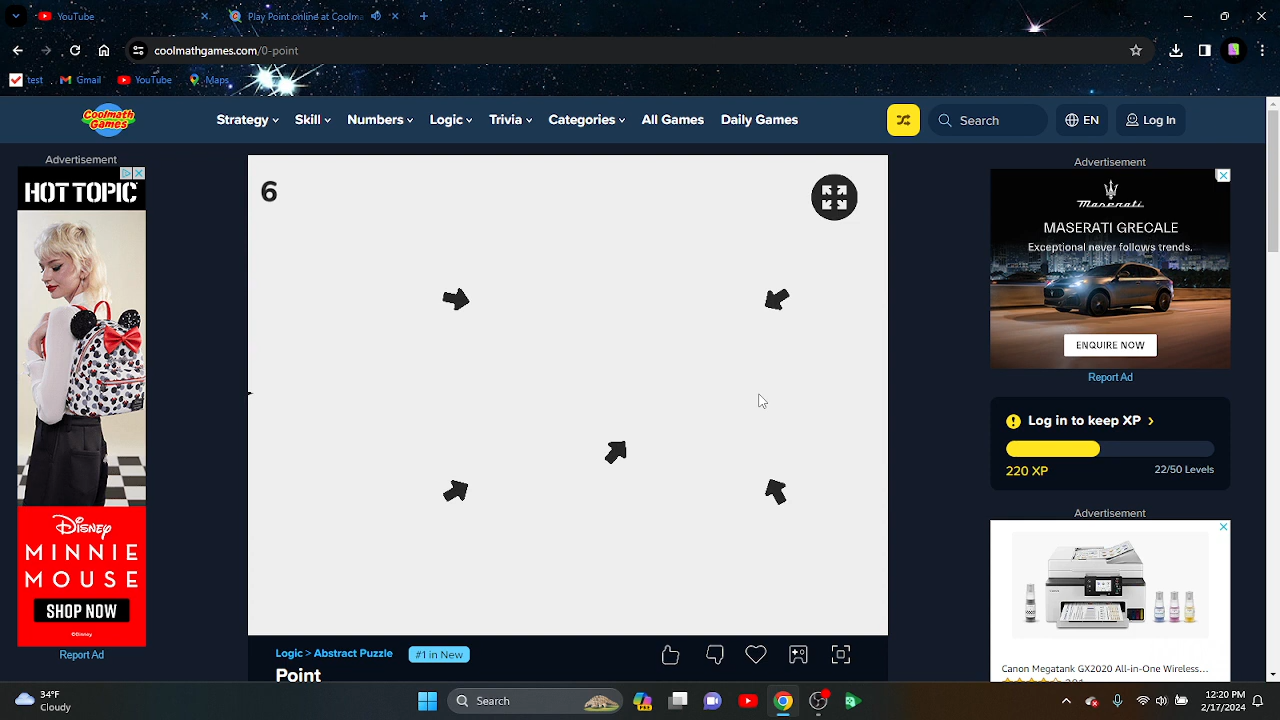 YouTube
Play Point online at Coolma
coolmathgames.com/0-point
test
Gmail
YouTube
Maps
Coolmath Games
Strategy
Skill
Numbers
Logic
Trivia
Categories
All Games
Daily Games
Search
EN
Log In
Advertisement
HOT TOPIC
Disney
MINNIE
MOUSE
SHOP NOW
©Disney
Report Ad
6
Logic > Abstract Puzzle
#1 in New
Point
Advertisement
Maserati
MASERATI GRECALE
Exceptional never follows trends.
ENQUIRE NOW
Report Ad
Log in to keep XP >
220 XP
22/50 Levels
Advertisement
Canon Megatank GX2020 All-in-One Wireless...
34°F
Cloudy
Search
12:20 PM
2/17/2024